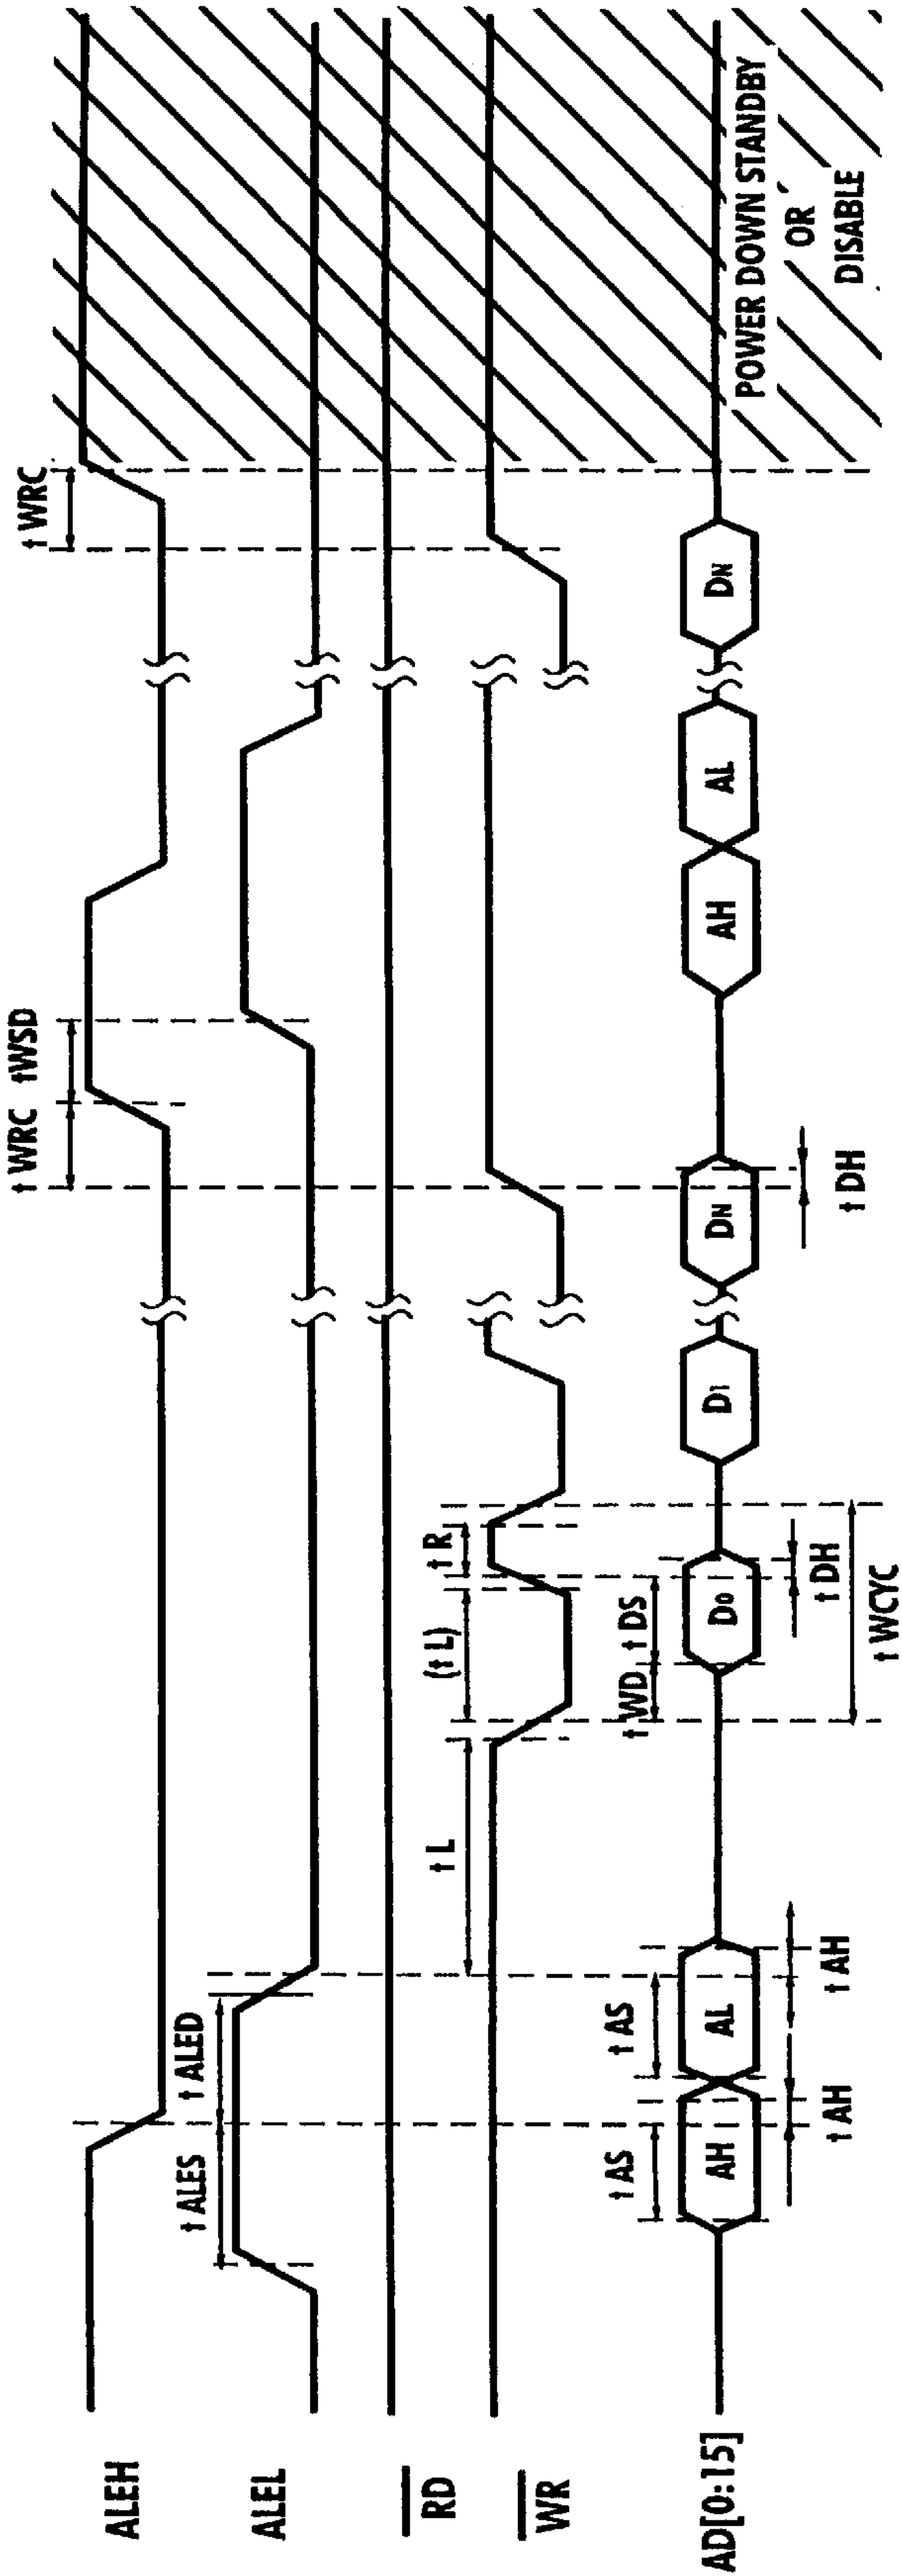 ALEH
t WRC tWSD
t WRC
ALEL
t ALES t ALED
RD
WR
t L (t L) t R
AD[0:15]
t AS t AS t WD t DS
AH AL D0 D1 DN AH AL DN
t AH t AH t DH t DH
t WCYC
POWER DOWN STANDBY
OR
DISABLE